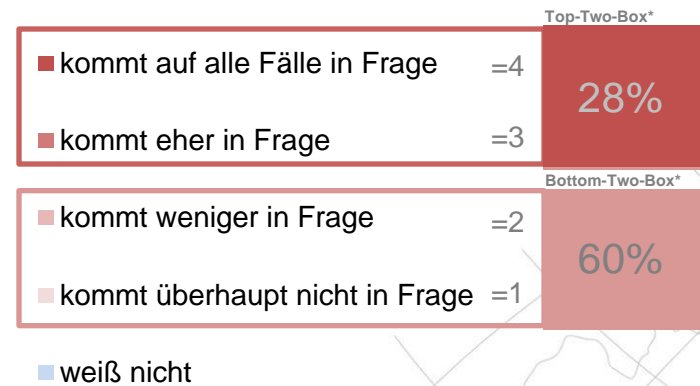 Top-Two-Box*
kommt auf alle Fälle in Frage =4
28%
kommt eher in Frage =3
Bottom-Two-Box*
kommt weniger in Frage =2
60%
kommt überhaupt nicht in Frage =1
weiß nicht